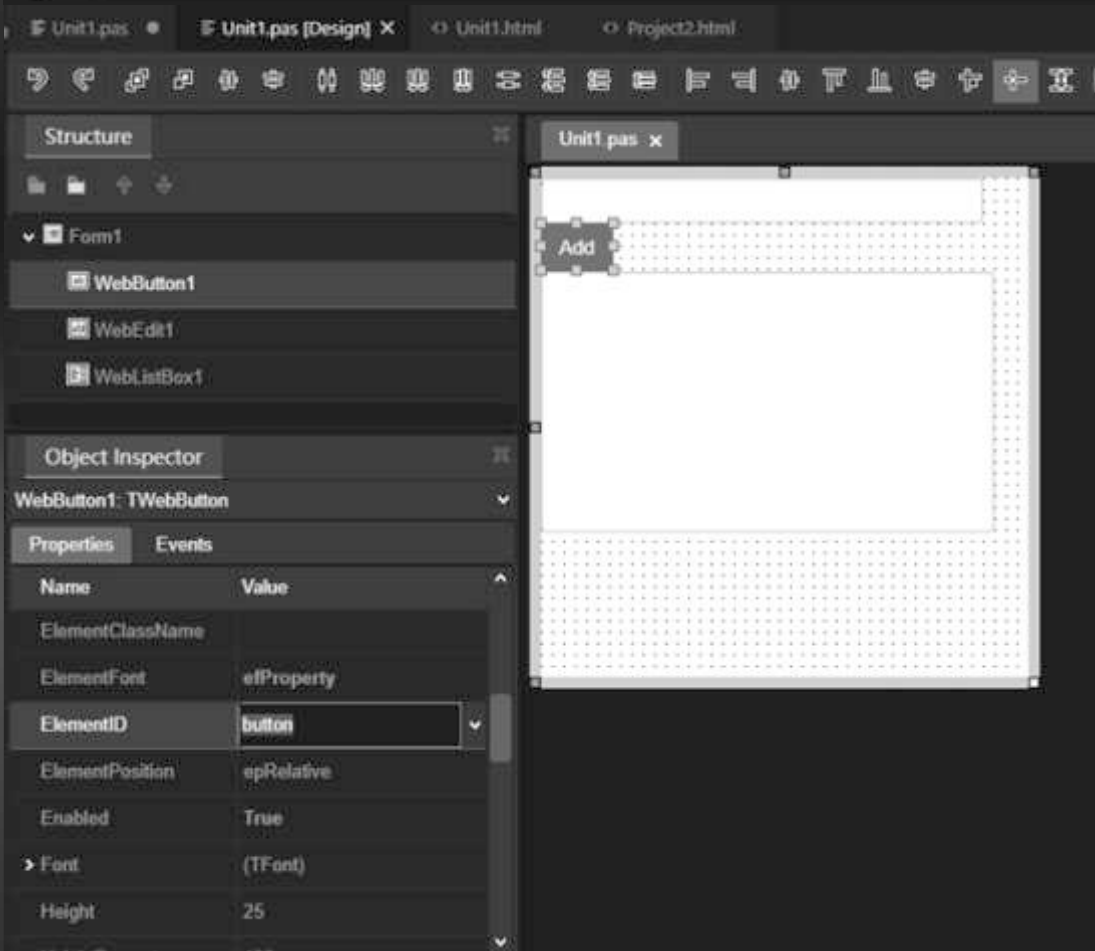 Unit1.pas
Unit1.pas [Design] X
Unit1.html
Project2.html
Structure
Unit1.pas x
Form1
Add
WebButton1
WebEdit1
WebListBox1
Object Inspector
WebButton1: TWebButton
Properties Events
Name Value
ElementClassName
ElementFont efProperty
ElementID button
ElementPosition epRelative
Enabled True
Font (TFont)
Height 25